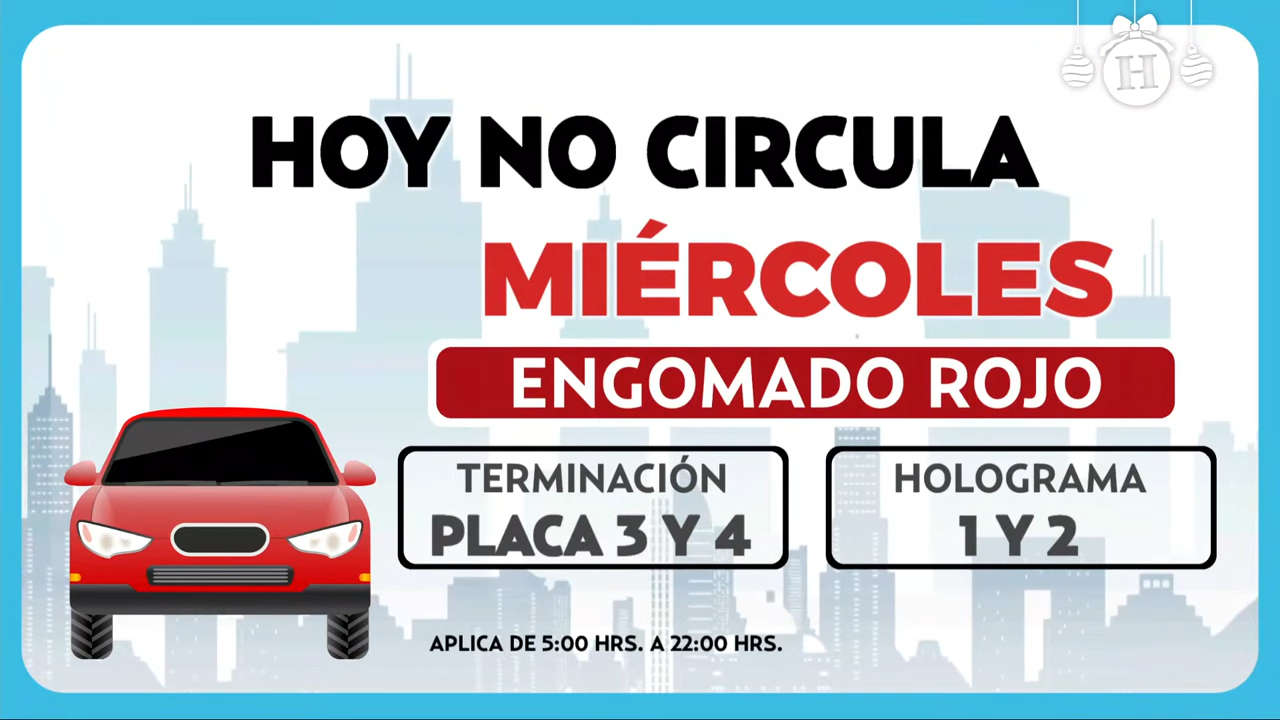 H
HOY NO CIRCULA
MIÉRCOLES
ENGOMADO ROJO
TERMINACIÓN
PLACA 3 Y 4
HOLOGRAMA
1 Y 2
APLICA DE 5:00 HRS. A 22:00 HRS.